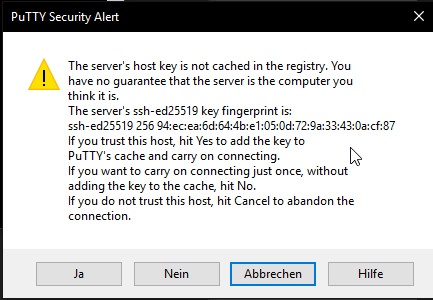 PuTTY Security Alert
The server's host key is not cached in the registry. You
have no guarantee that the server is the computer you
think it is.
The server's ssh-ed25519 key fingerprint is:
ssh-ed25519 256 94:ec:ea:6d:64:4b:e1:05:0d:72:9a:33:43:0a:cf:87
If you trust this host, hit Yes to add the key to
PuTTY's cache and carry on connecting.
If you want to carry on connecting just once, without
adding the key to the cache, hit No.
If you do not trust this host, hit Cancel to abandon the
connection.
Ja Nein Abbrechen Hilfe